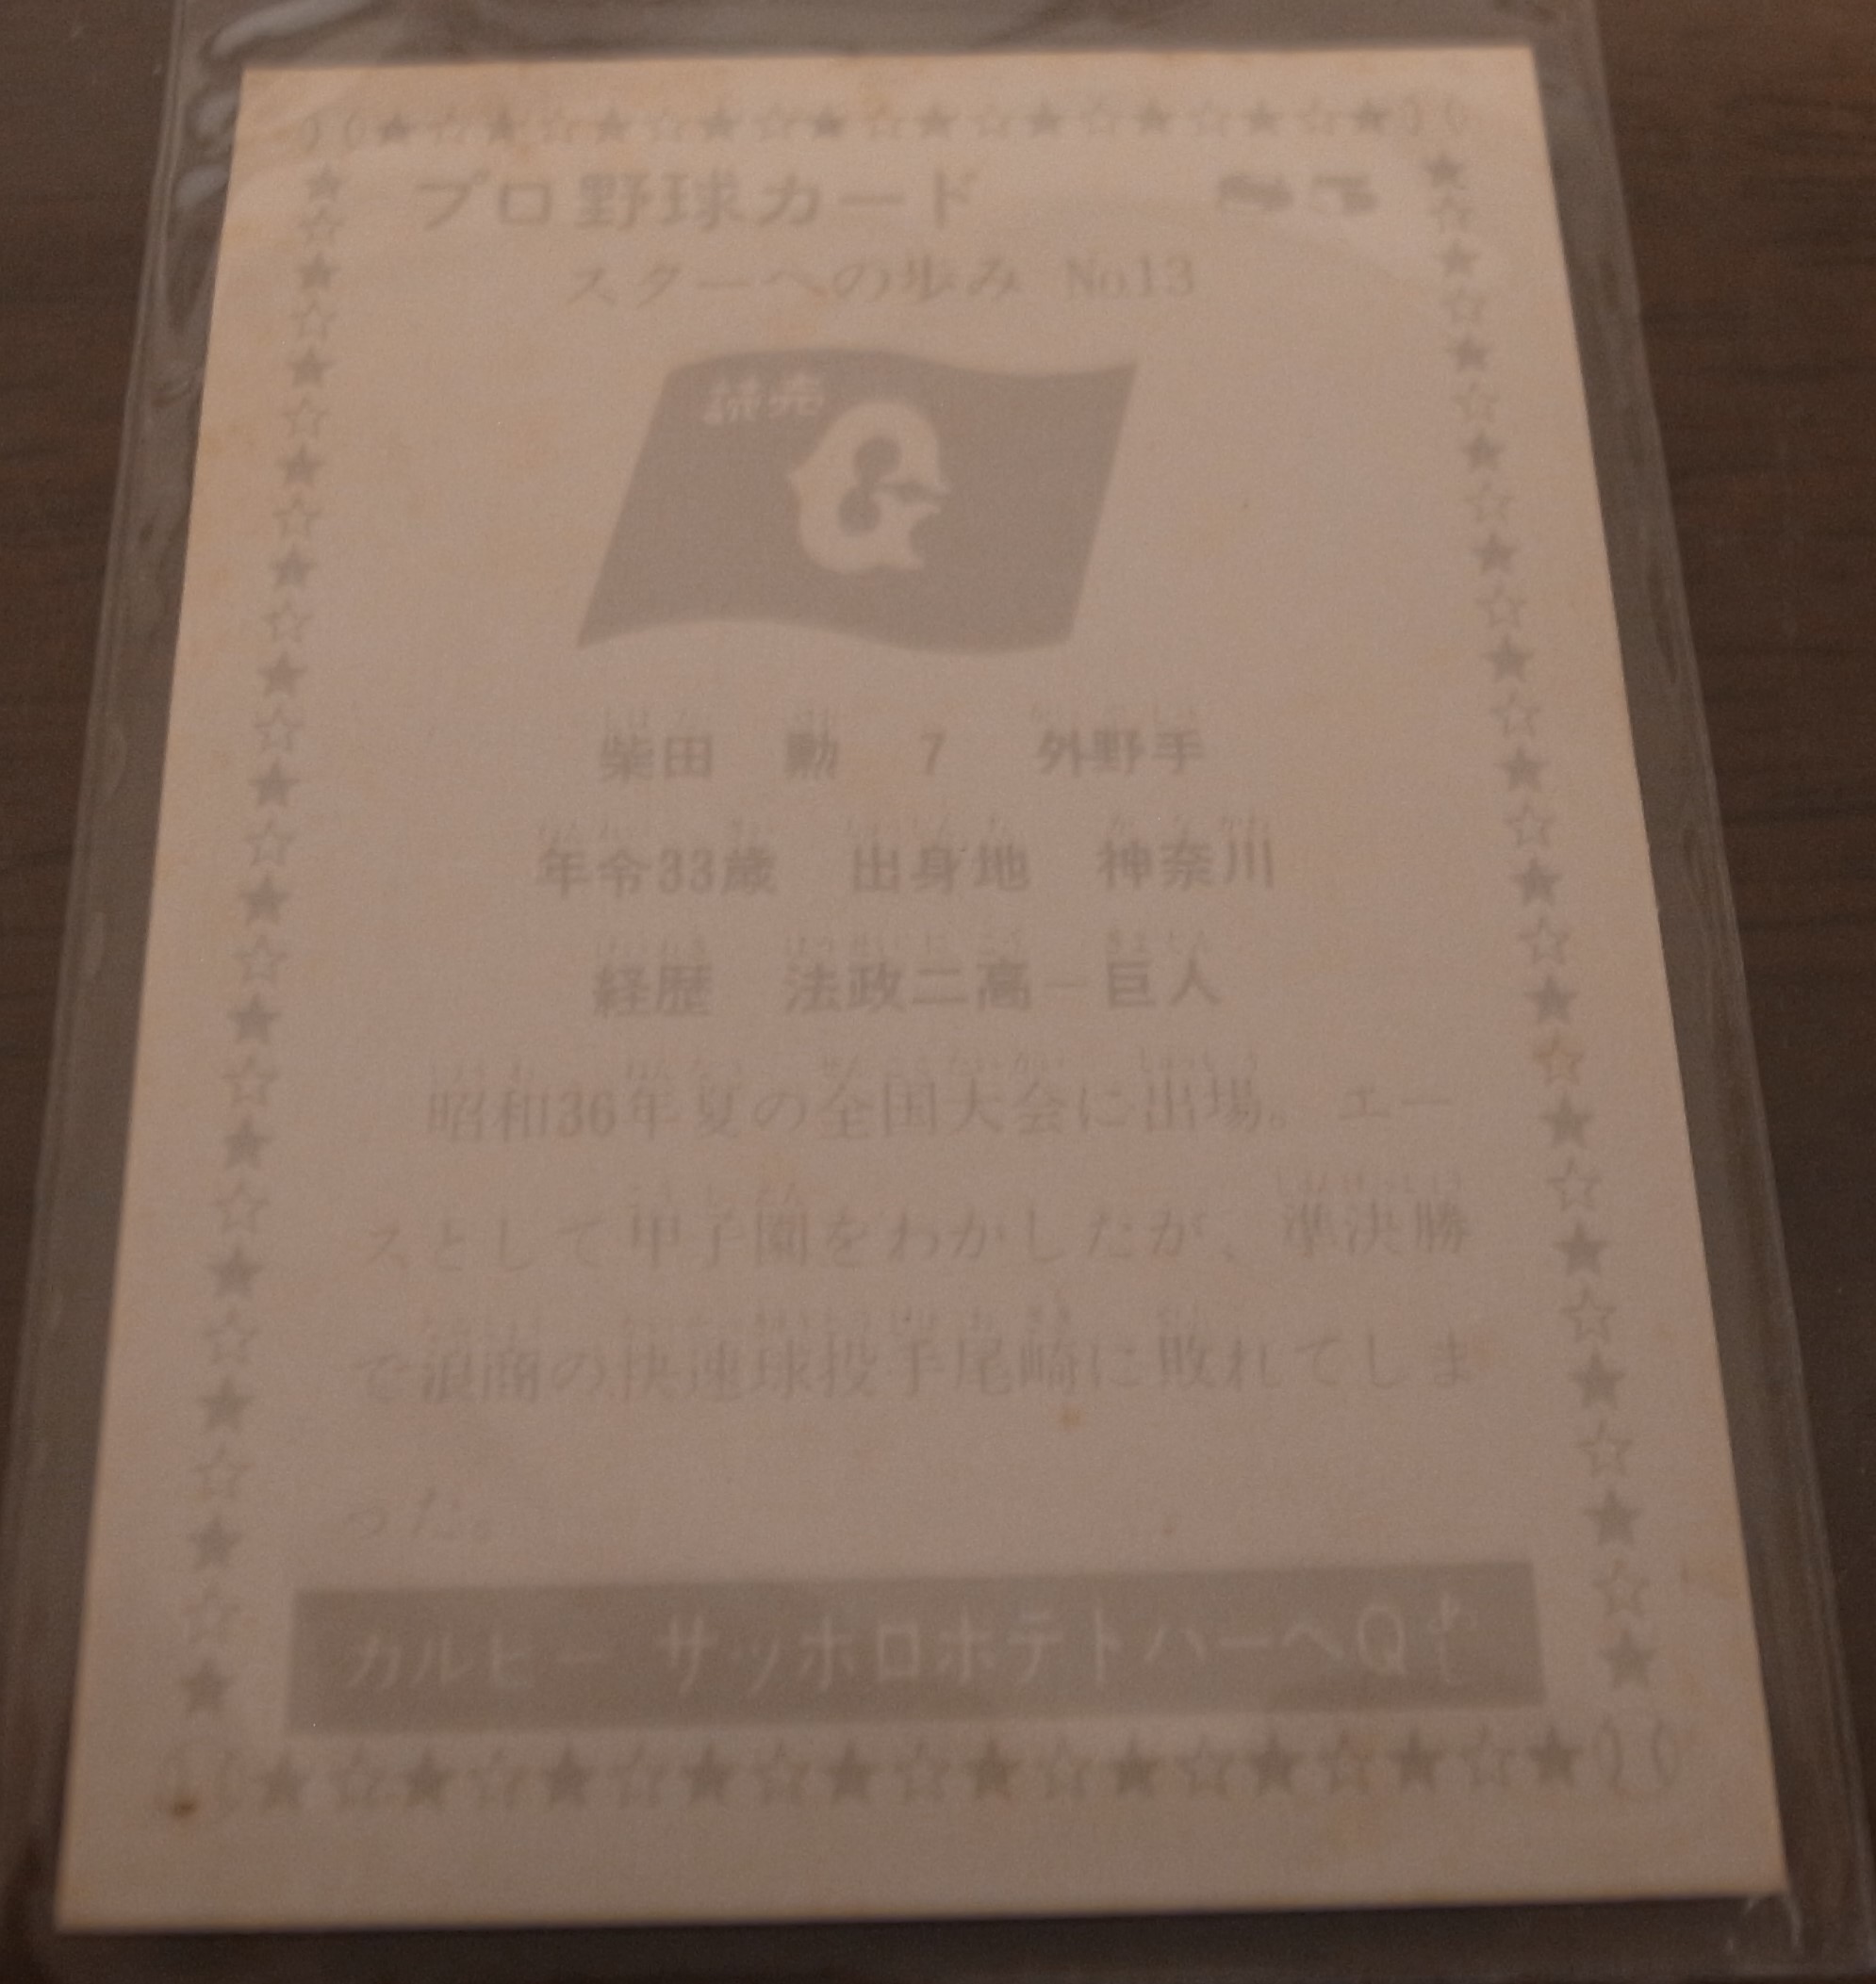 プロ野球カード
スターへの歩み No.13
読売
G
柴田 勲 7 外野手
年令33歳 出身地 神奈川
経歴 法政二高―巨人
昭和36年夏の全国大会に出場。エー
スとして甲子園をわかしたが、準決勝
で浪商の快速球投手尾崎に敗れてしま
った。
カルビー サッポロポテトバーべQあじ